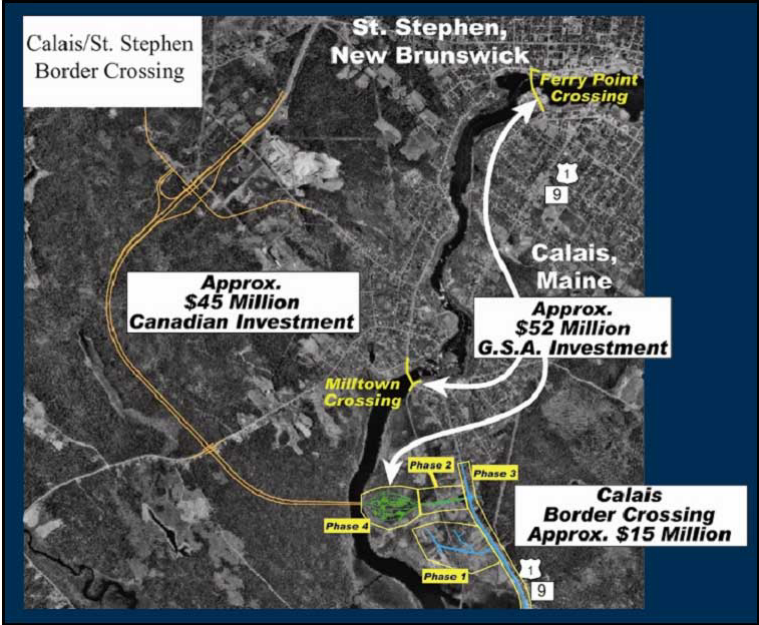 Calais/St. Stephen
Border Crossing
St. Stephen,
New Brunswick
Ferry Point
Crossing
1
9
Calais,
Maine
Approx.
$45 Million
Canadian Investment
Approx.
$52 Million
G.S.A. Investment
Milltown
Crossing
Phase 2
Phase 3
Calais
Border Crossing
Approx. $15 Million
Phase 4
Phase 1
1
9